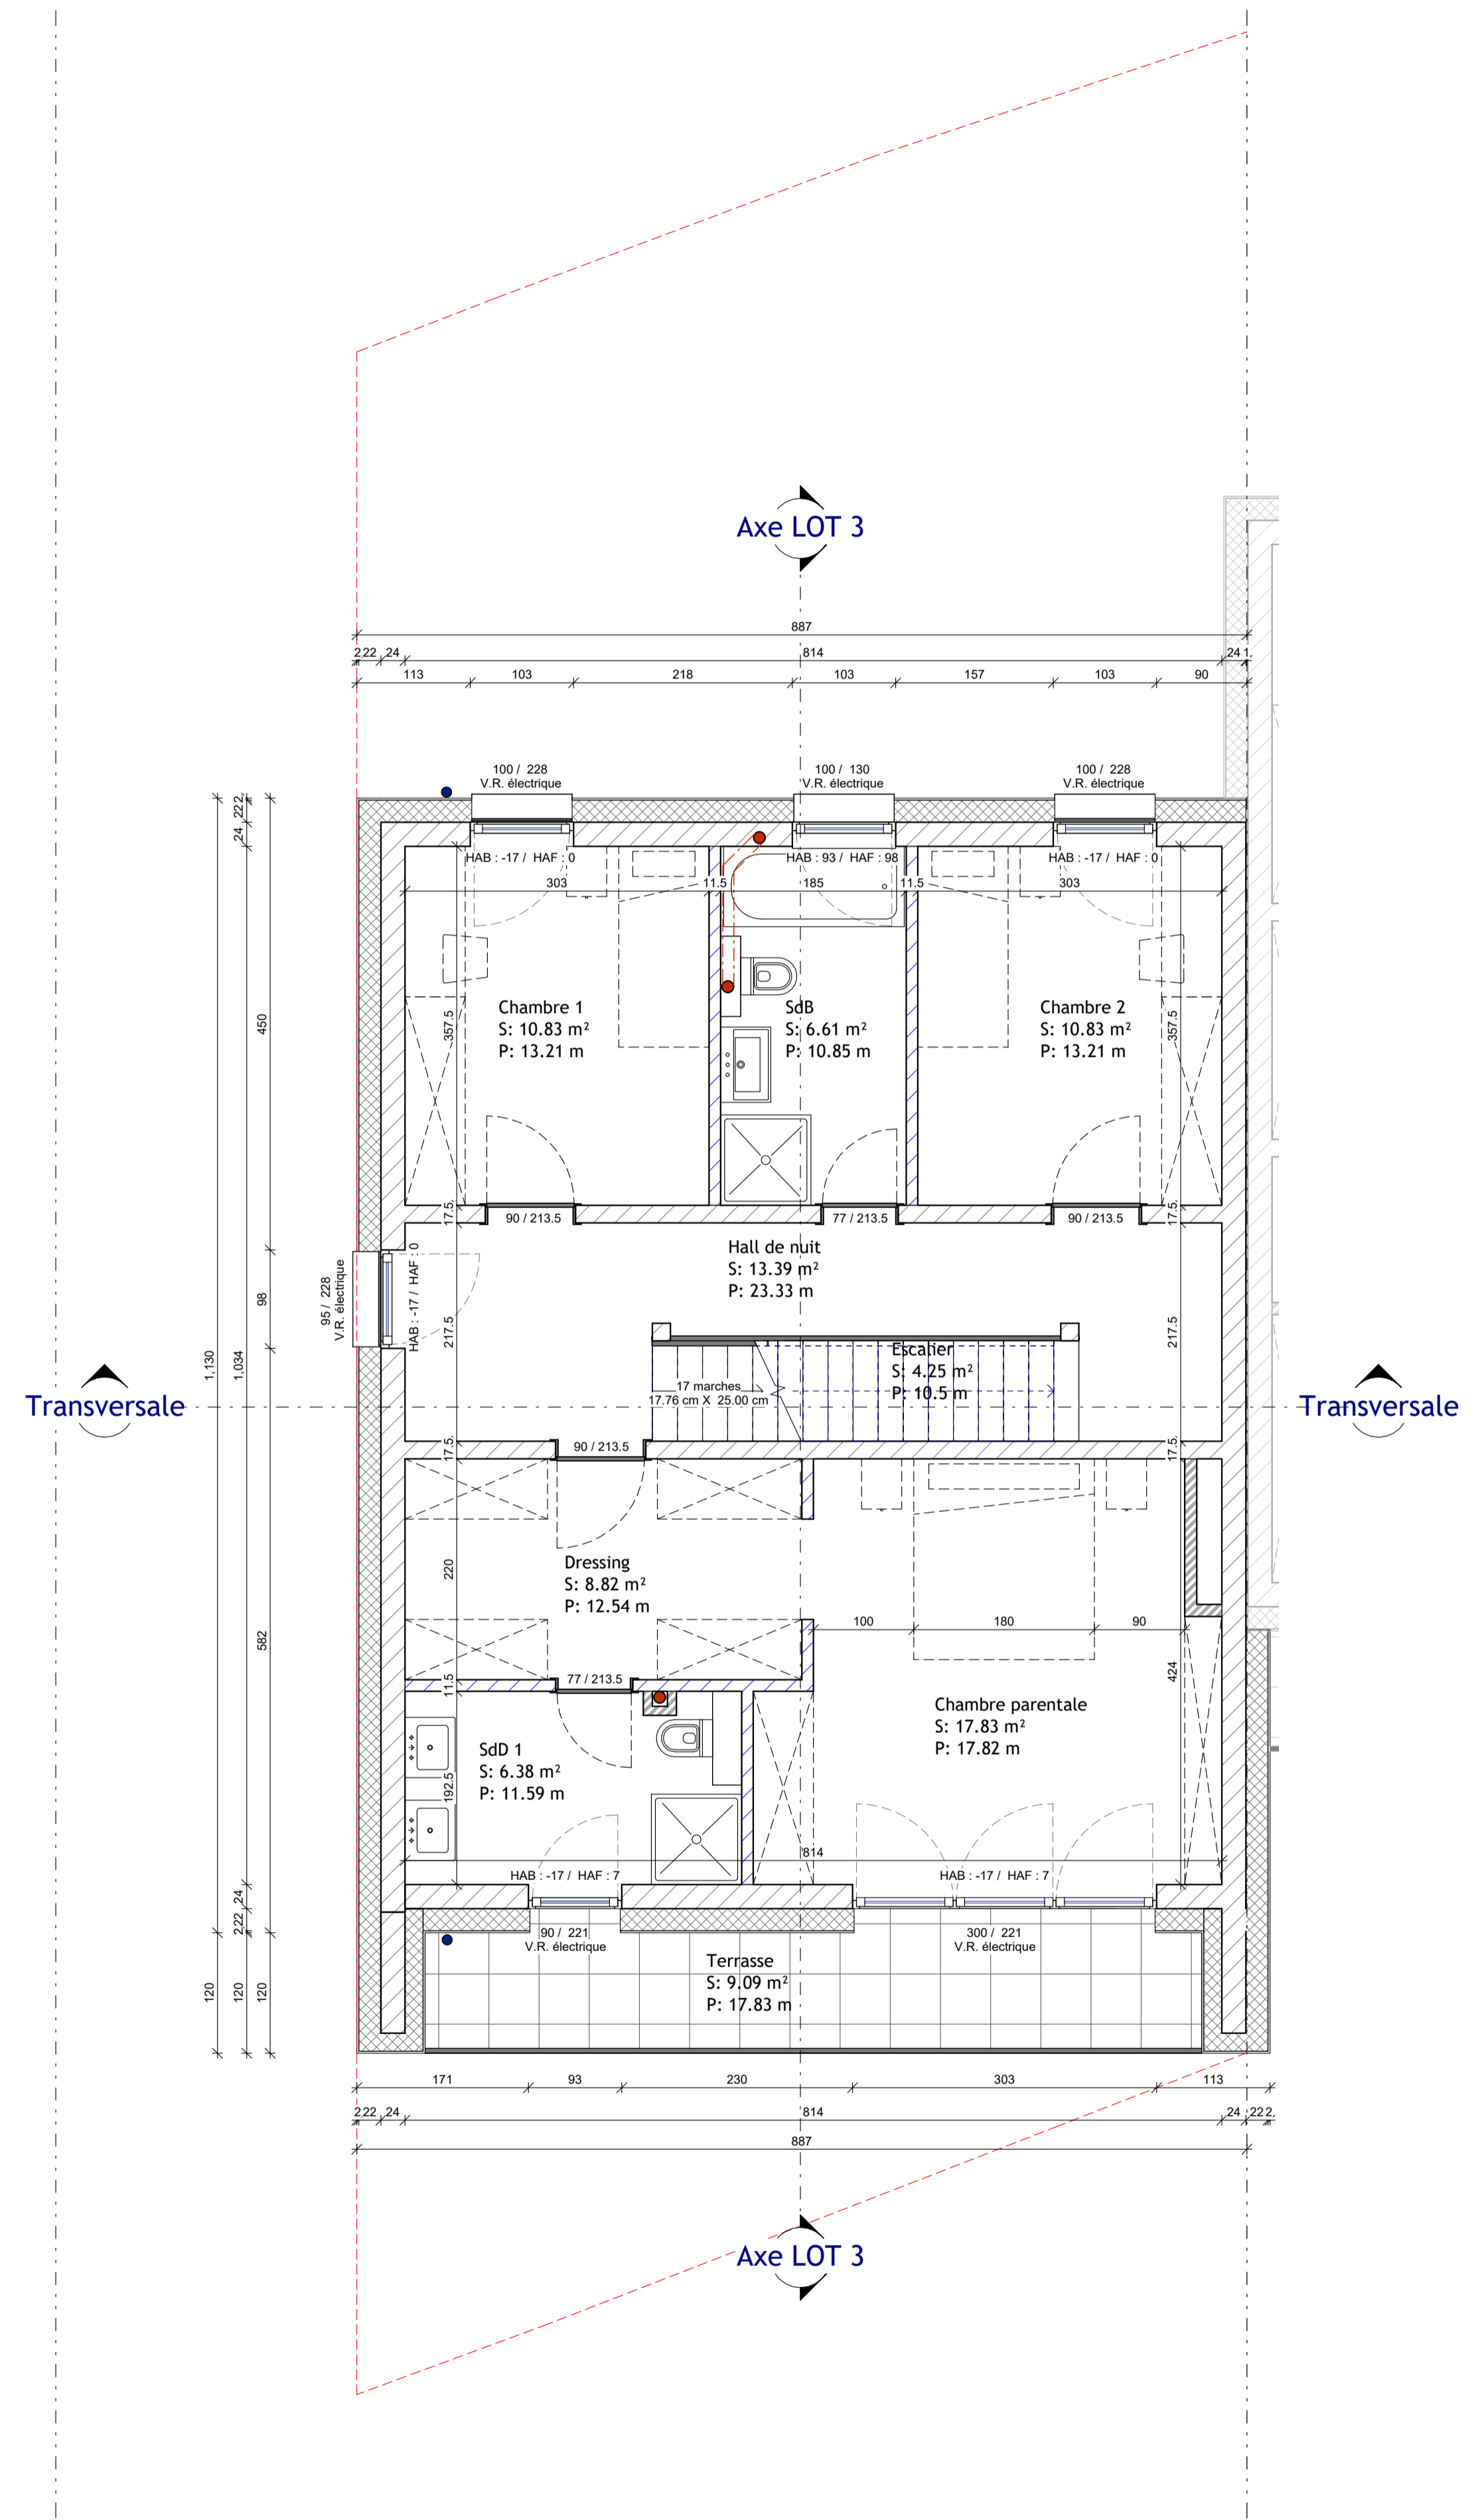 Axe LOT 3
887
2 22 24 814 24 1.
113 103 218 103 157 103 90
100 / 228
V.R. électrique
100 / 130
V.R. électrique
100 / 228
V.R. électrique
HAB : -17 / HAF : 0
HAB : 93 / HAF : 98
HAB : -17 / HAF : 0
303 11.5 185 11.5 303
222.
24
Chambre 1
S: 10.83 m²
P: 13.21 m
SdB
S: 6.61 m²
P: 10.85 m
Chambre 2
S: 10.83 m²
P: 13.21 m
450
357.5
357.5
17.5.
17.5.
90 / 213.5
77 / 213.5
90 / 213.5
Hall de nuit
S: 13.39 m²
P: 23.33 m
95 / 228
V.R. électrique
HAB : -17 / HAF : 0
98
217.5
217.5
1,130
1,034
Escalier
S: 4.25 m²
P: 10.5 m
17 marches
17.76 cm X 25.00 cm
Transversale
Transversale
17.5.
90 / 213.5
17.5.
Dressing
S: 8.82 m²
P: 12.54 m
220
582
100 180 90
424
11.5
77 / 213.5
Chambre parentale
S: 17.83 m²
P: 17.82 m
SdD 1
S: 6.38 m²
P: 11.59 m
192.5
814
HAB : -17 / HAF : 7
HAB : -17 / HAF : 7
24
222
90 / 221
V.R. électrique
300 / 221
V.R. électrique
Terrasse
S: 9.09 m²
P: 17.83 m
120
120
120
171 93 230 303 113
2 22 24 814 24 22 2.
887
Axe LOT 3